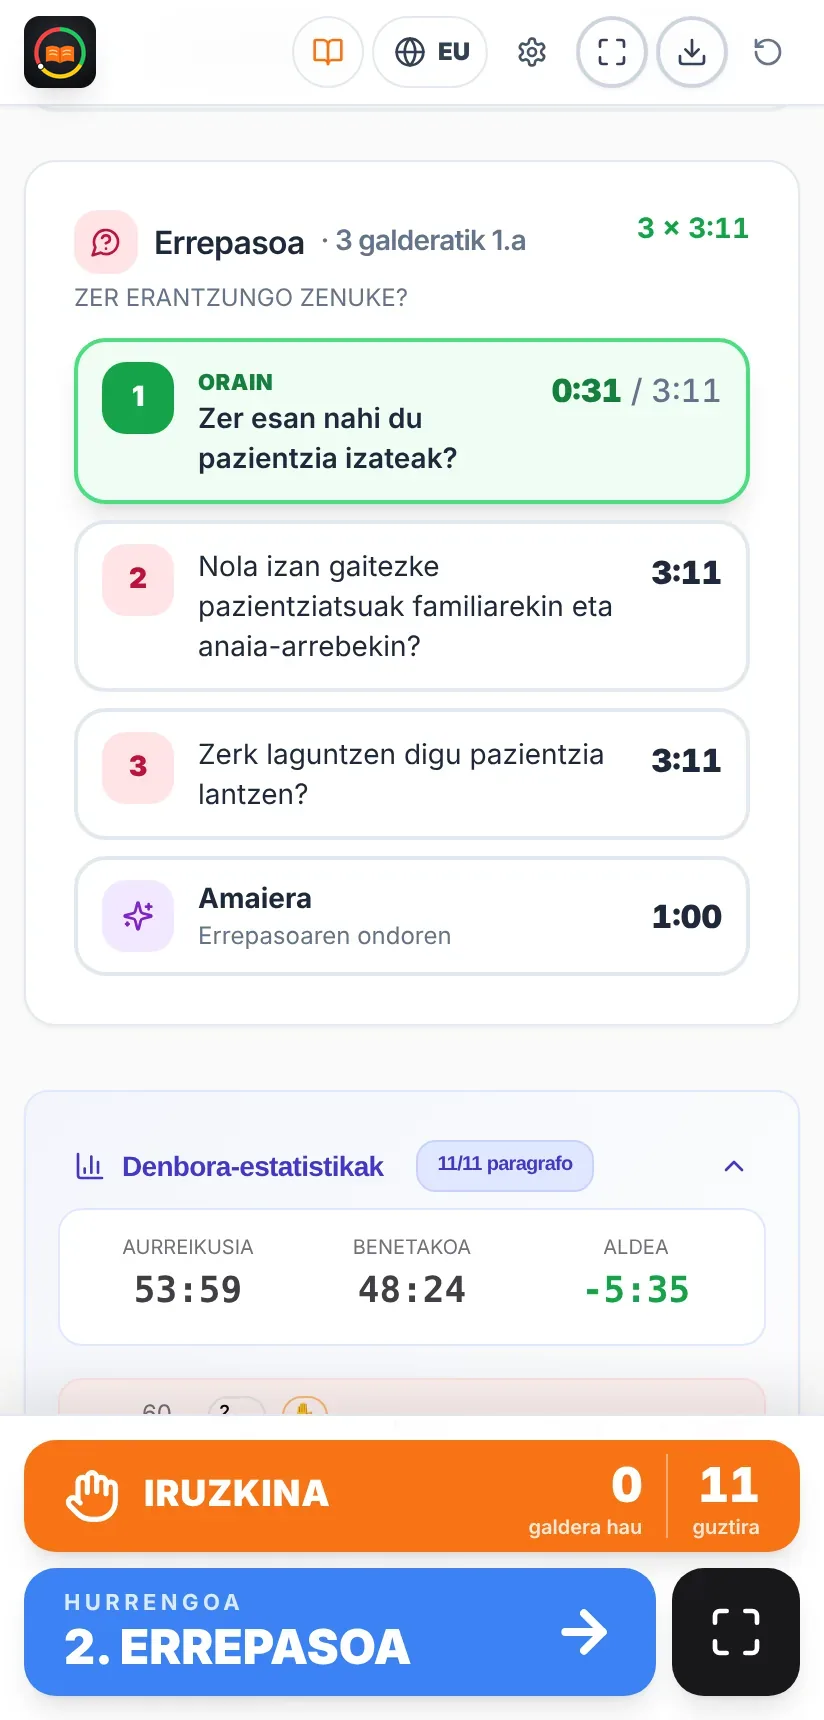 EU
Errepasoa · 3 galderatik 1.a
3 × 3:11
ZER ERANTZUNGO ZENUKE?
1
ORAIN
0:31 / 3:11
Zer esan nahi du
pazientzia izateak?
2
Nola izan gaitezke
pazientziatsuak familiarekin eta
anaia-arrebekin?
3:11
3
Zerk laguntzen digu pazientzia
lantzen?
3:11
Amaiera
Errepasoaren ondoren
1:00
Denbora-estatistikak
11/11 paragrafo
AURREIKUSIA
BENETAKOA
ALDEA
53:59
48:24
-5:35
IRUZKINA
0
galdera hau
11
guztira
HURRENGOA
2. ERREPASOA